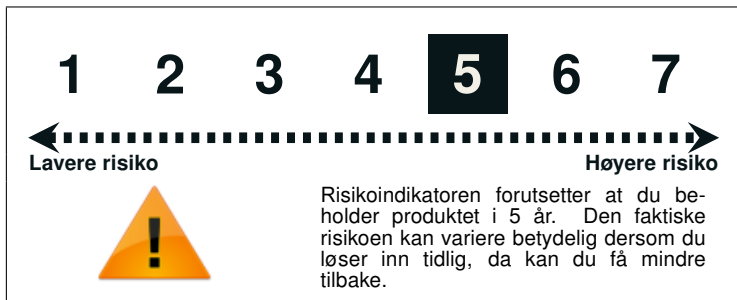 1 2 3 4 5 6 7
Lavere risiko Høyere risiko
!
Risikoindikatoren forutsetter at du be-
holder produktet i 5 år. Den faktiske
risikoen kan variere betydelig dersom du
løser inn tidlig, da kan du få mindre
tilbake.